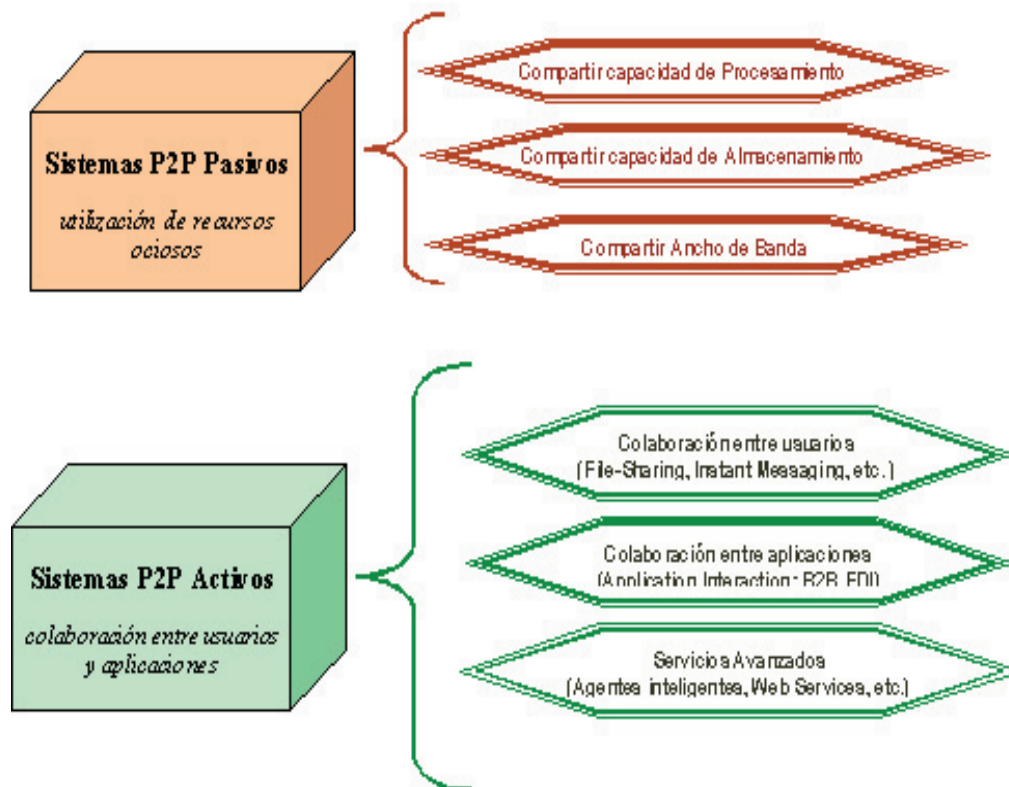 Sistemas P2P Pasivos
utilización de recursos
ociosos
Compartir capacidad de Procesamiento
Compartir capacidad de Almacenamiento
Compartir Ancho de Banda
Sistemas P2P Activos
colaboración entre usuarios
y aplicaciones
Colaboración entre usuarios
(File-Sharing, Instant Messaging, etc.)
Colaboración entre aplicaciones
(Application Interaction: B2B EDI)
Servicios Avanzados
(Agentes inteligentes, Web Services, etc.)